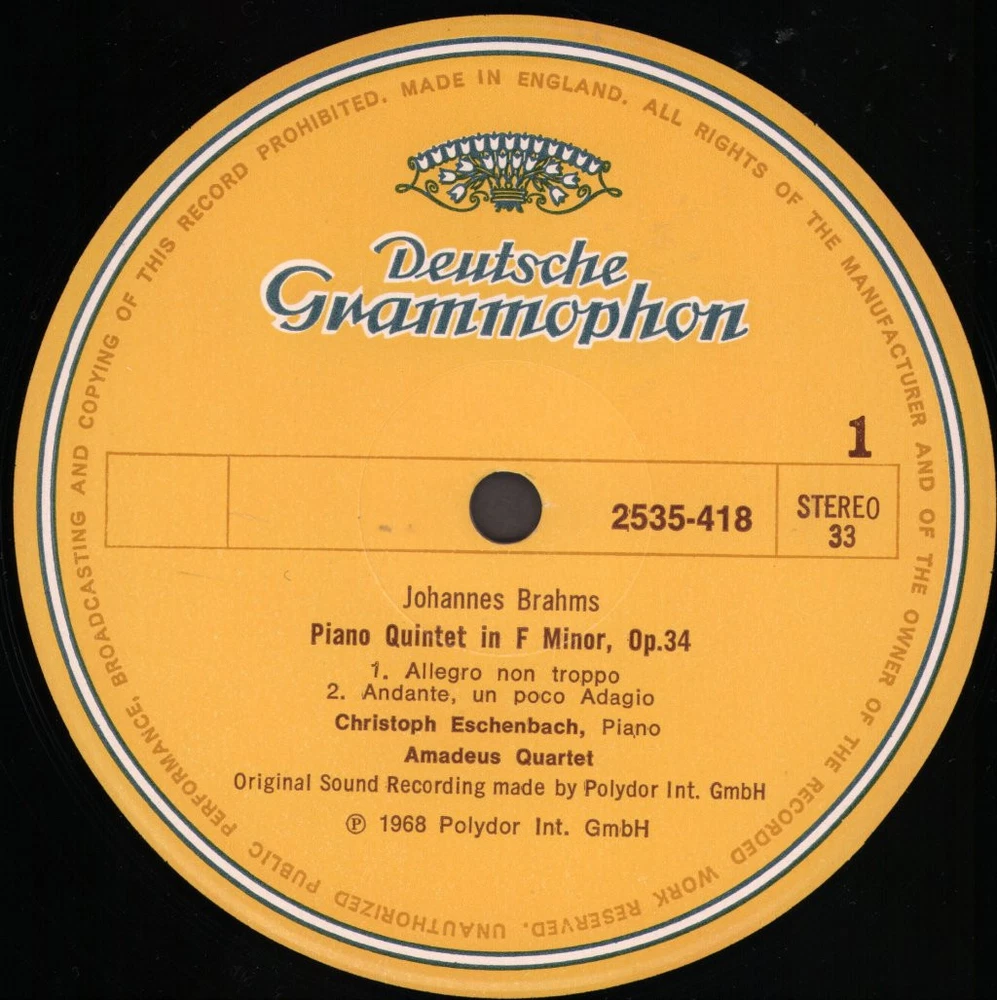 MADE IN ENGLAND. ALL RIGHTS OF THE MANUFACTURER AND OF THE OWNER OF THE RECORDED WORK RESERVED. UNAUTHORIZED PUBLIC PERFORMANCE, BROADCASTING AND COPYING OF THIS RECORD PROHIBITED.
Deutsche
Grammophon
1
2535-418
STEREO
33
Johannes Brahms
Piano Quintet in F Minor, Op.34
1. Allegro non troppo
2. Andante, un poco Adagio
Christoph Eschenbach, Piano
Amadeus Quartet
Original Sound Recording made by Polydor Int. GmbH
℗ 1968 Polydor Int. GmbH